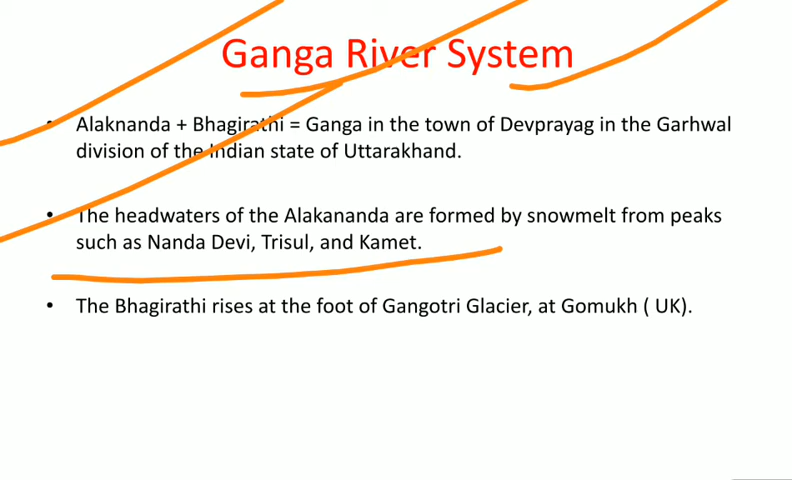 Ganga River System
• Alaknanda + Bhagirathi = Ganga in the town of Devprayag in the Garhwal
division of the Indian state of Uttarakhand.
• The headwaters of the Alakananda are formed by snowmelt from peaks
such as Nanda Devi, Trisul, and Kamet.
• The Bhagirathi rises at the foot of Gangotri Glacier, at Gomukh ( UK).